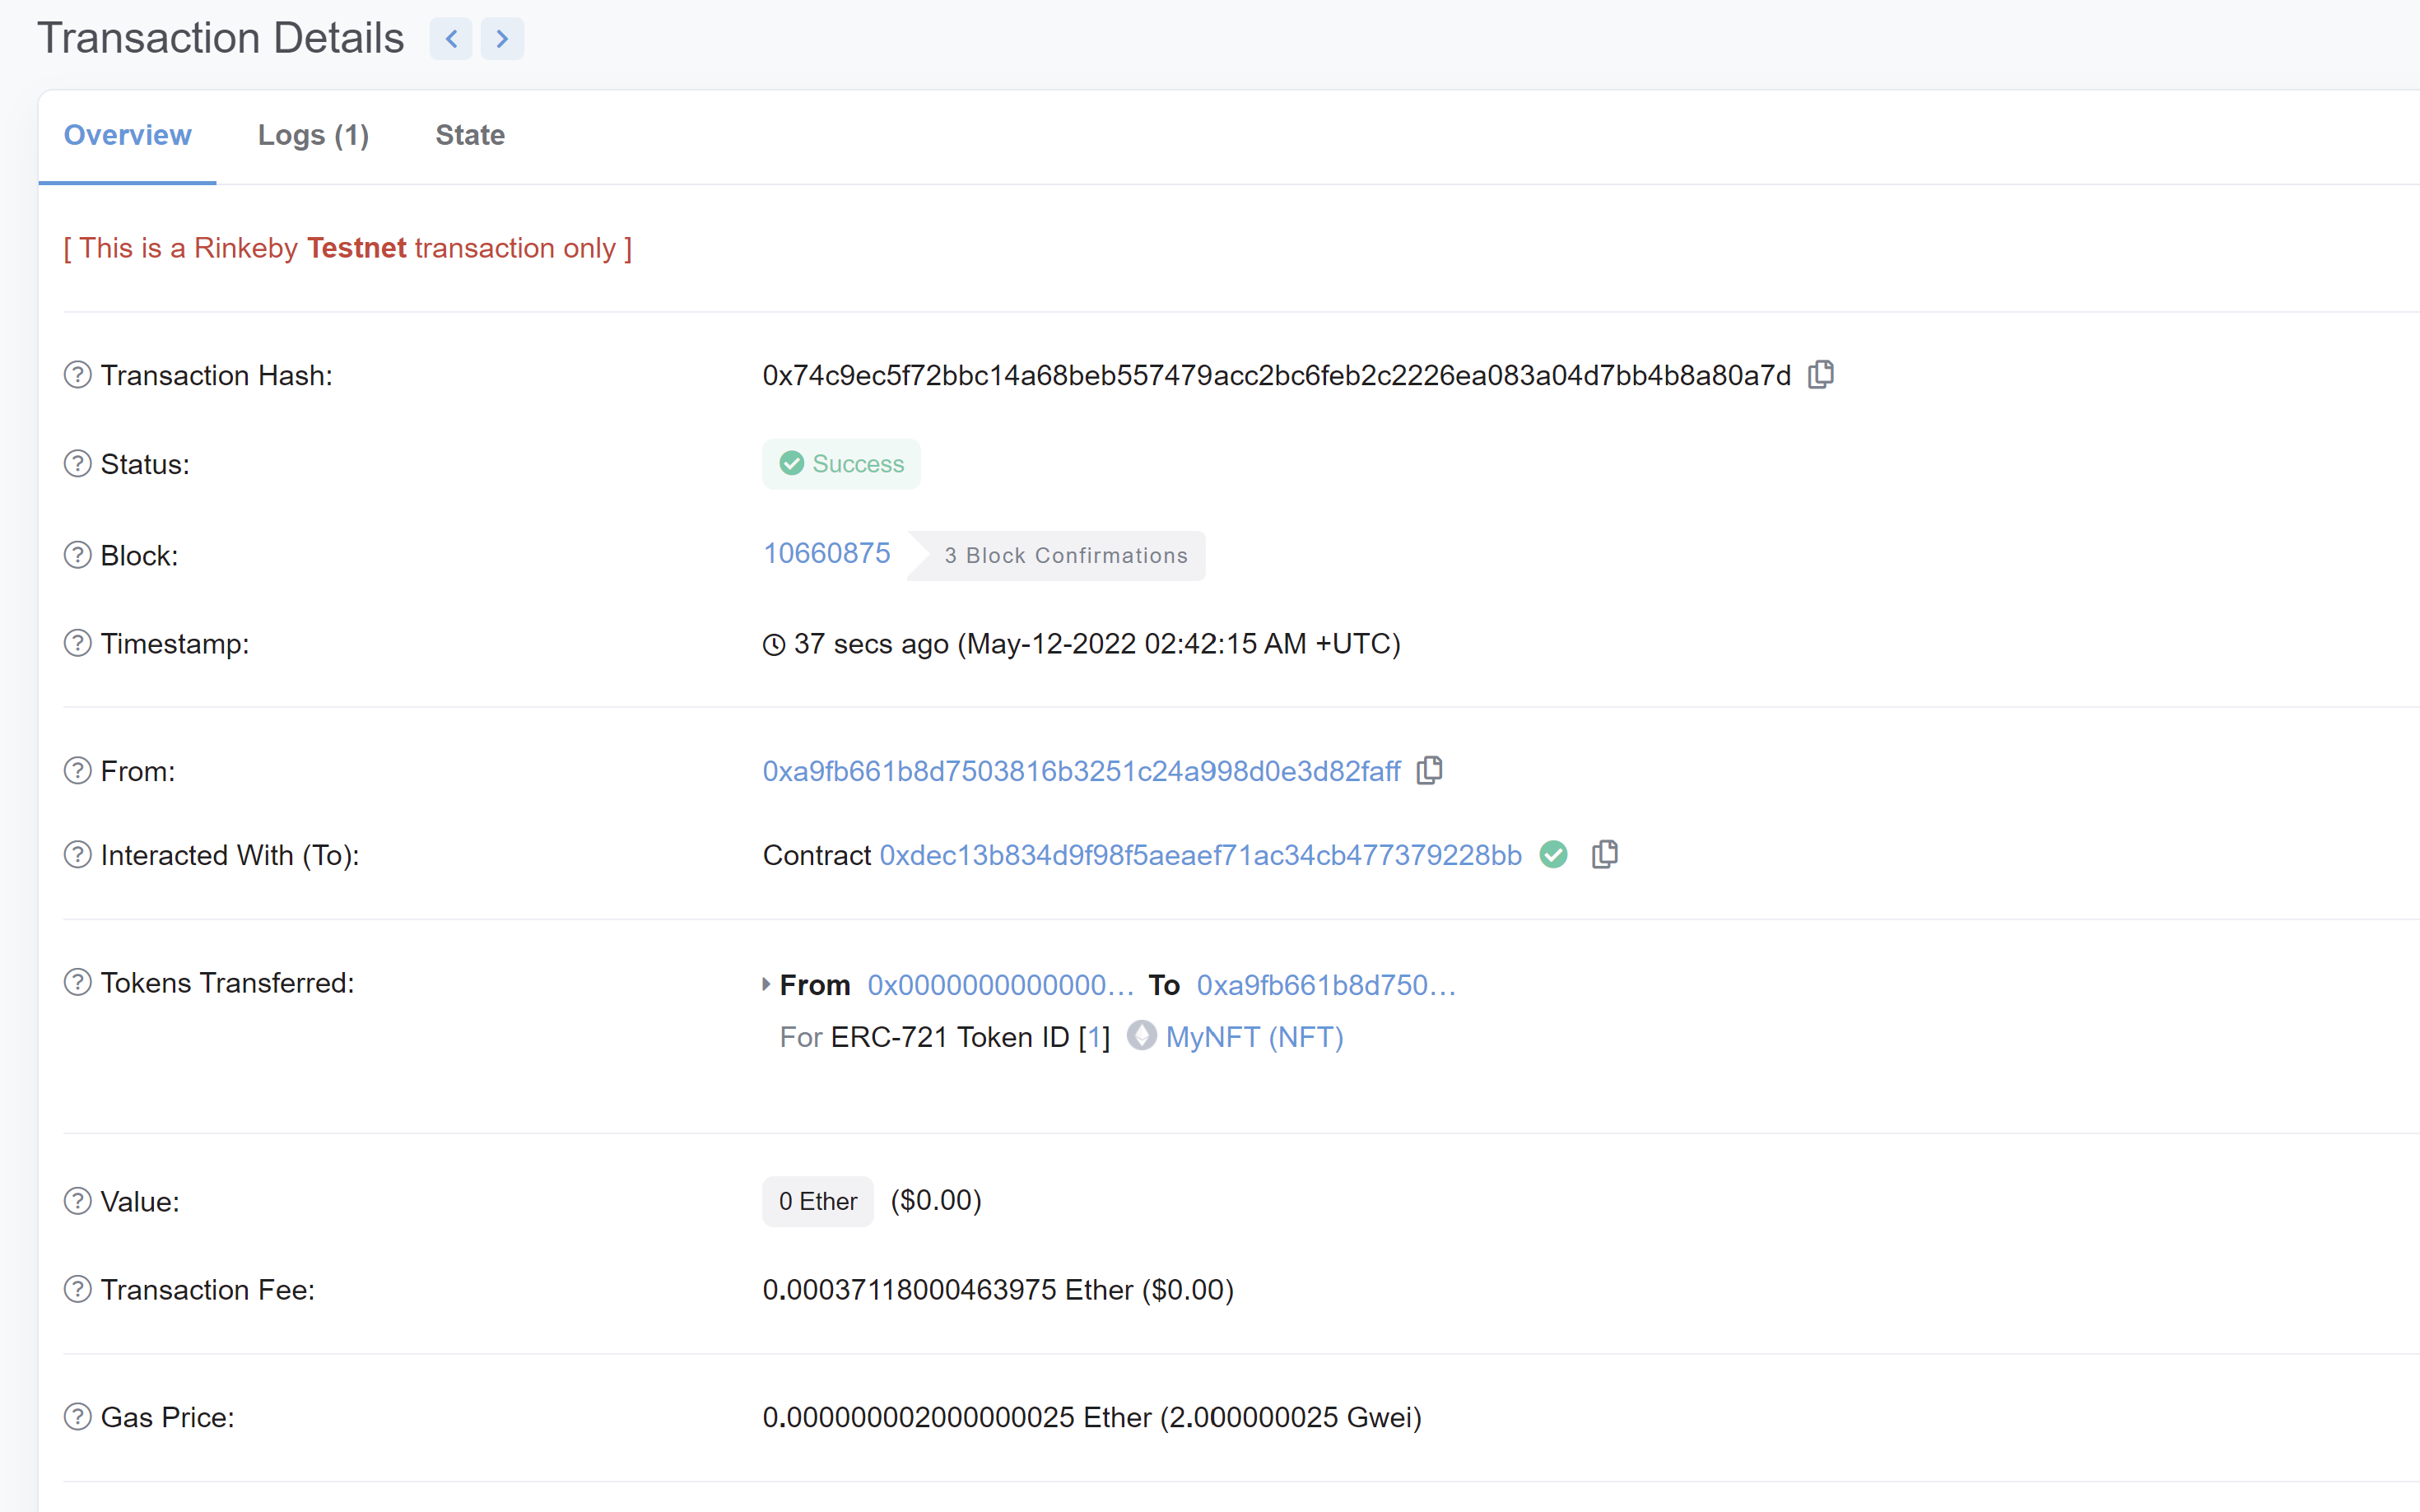 Transaction Details
Overview Logs (1) State
[ This is a Rinkeby Testnet transaction only ]
Transaction Hash: 0x74c9ec5f72bbc14a68beb557479acc2bc6feb2c2226ea083a04d7bb4b8a80a7d
Status: Success
Block: 10660875 3 Block Confirmations
Timestamp: 37 secs ago (May-12-2022 02:42:15 AM +UTC)
From: 0xa9fb661b8d7503816b3251c24a998d0e3d82faff
Interacted With (To): Contract 0xdec13b834d9f98f5aeaef71ac34cb477379228bb
Tokens Transferred: From 0x0000000000000… To 0xa9fb661b8d750…
For ERC-721 Token ID [1] MyNFT (NFT)
Value: 0 Ether ($0.00)
Transaction Fee: 0.00037118000463975 Ether ($0.00)
Gas Price: 0.000000002000000025 Ether (2.000000025 Gwei)